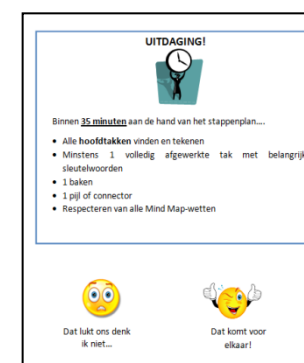 UITDAGING!
Binnen 35 minuten aan de hand van het stappenplan....
• Alle hoofdtakken vinden en tekenen
• Minstens 1 volledig afgewerkte tak met belangrijk
sleutelwoorden
• 1 baken
• 1 pijl of connector
• Respecteren van alle Mind Map-wetten
Dat lukt ons denk
ik niet...
Dat komt voor
elkaar!